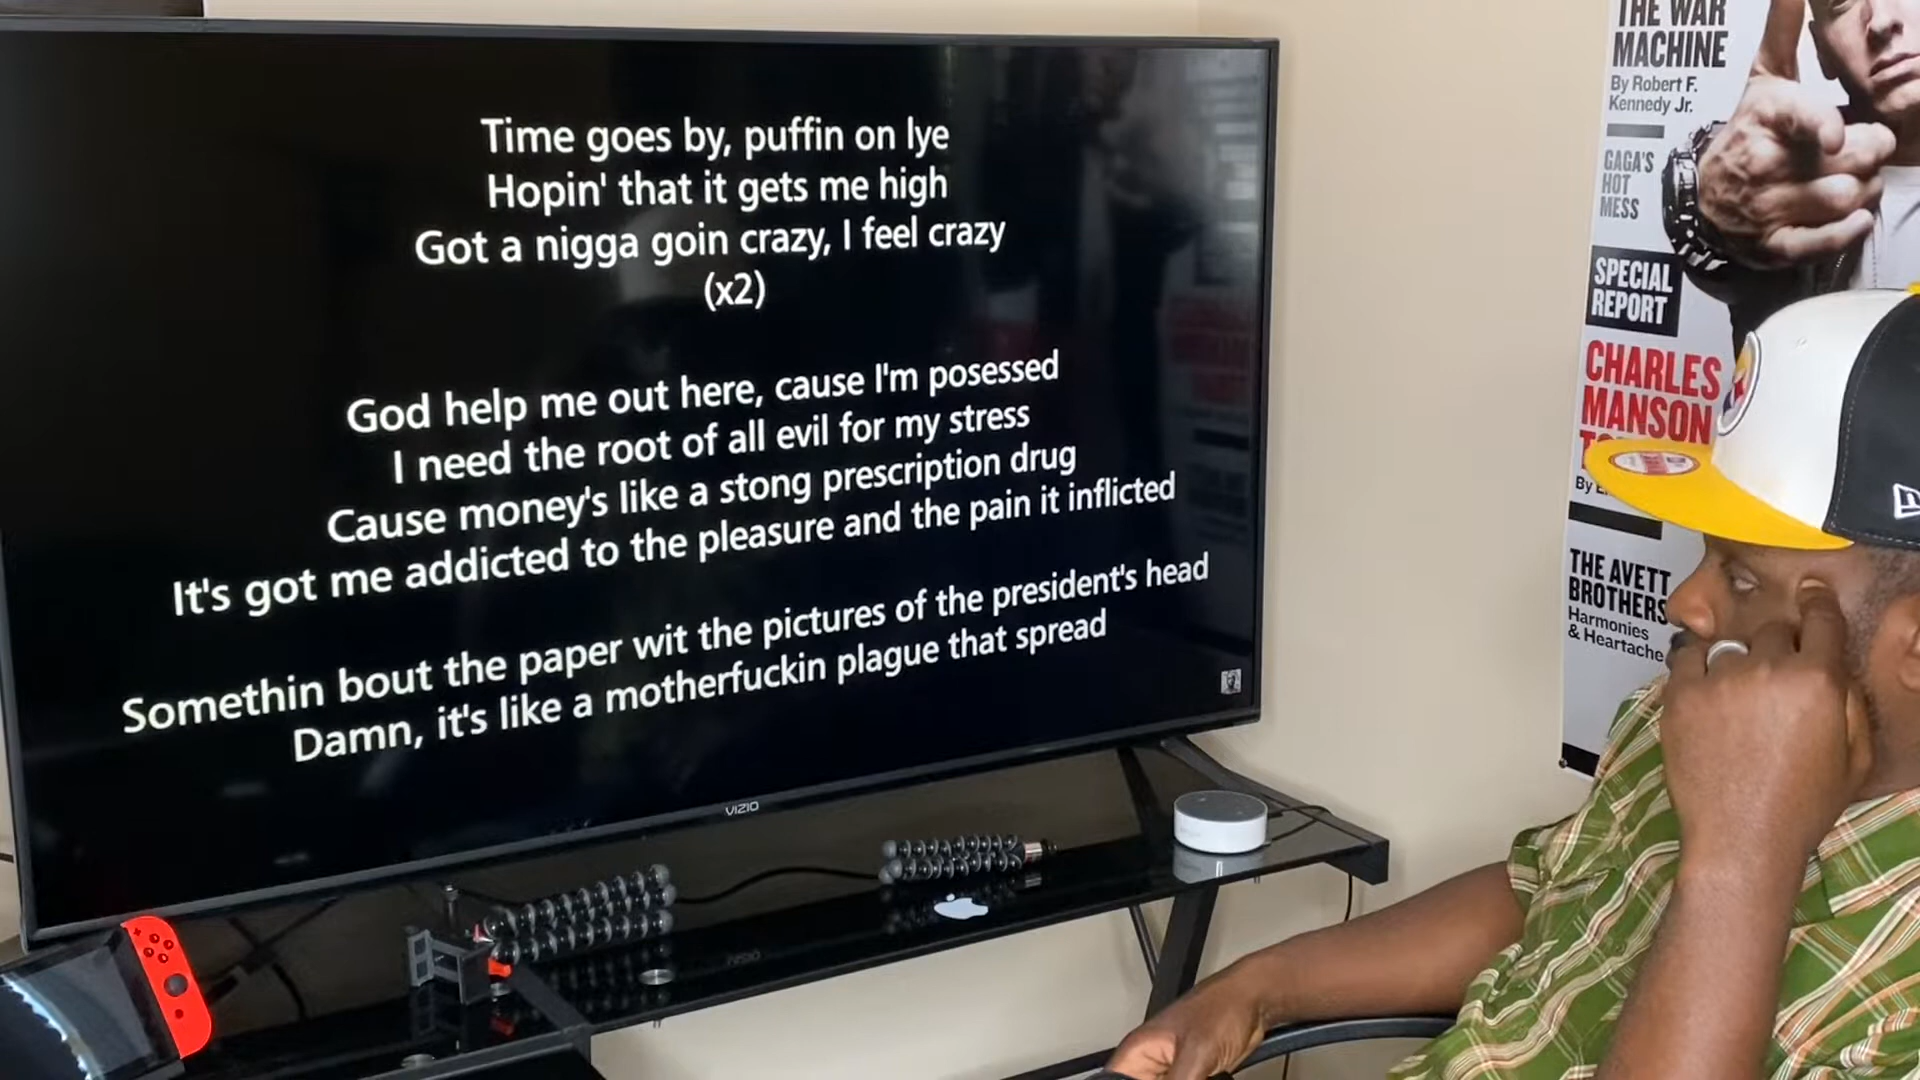 Time goes by, puffin on lye
Hopin' that it gets me high
Got a nigga goin crazy, I feel crazy
(x2)
God help me out here, cause I'm posessed
I need the root of all evil for my stress
Cause money's like a stong prescription drug
It's got me addicted to the pleasure and the pain it inflicted
Somethin bout the paper wit the pictures of the president's head
Damn, it's like a motherfuckin plague that spread
VIZIO
THE WAR
MACHINE
By Robert F.
Kennedy Jr.
GAGA'S
HOT
MESS
SPECIAL
REPORT
CHARLES
MANSON
By
THE AVETT
BROTHERS
Harmonies
& Heartache